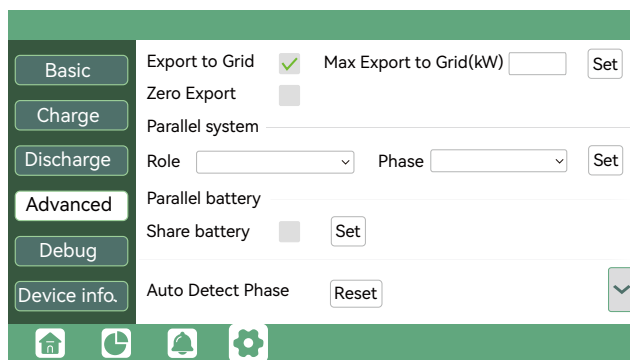 Basic
Charge
Discharge
Advanced
Debug
Device info.
Export to Grid Max Export to Grid(kW) Set
Zero Export
Parallel system
Role Phase Set
Parallel battery
Share battery Set
Auto Detect Phase Reset